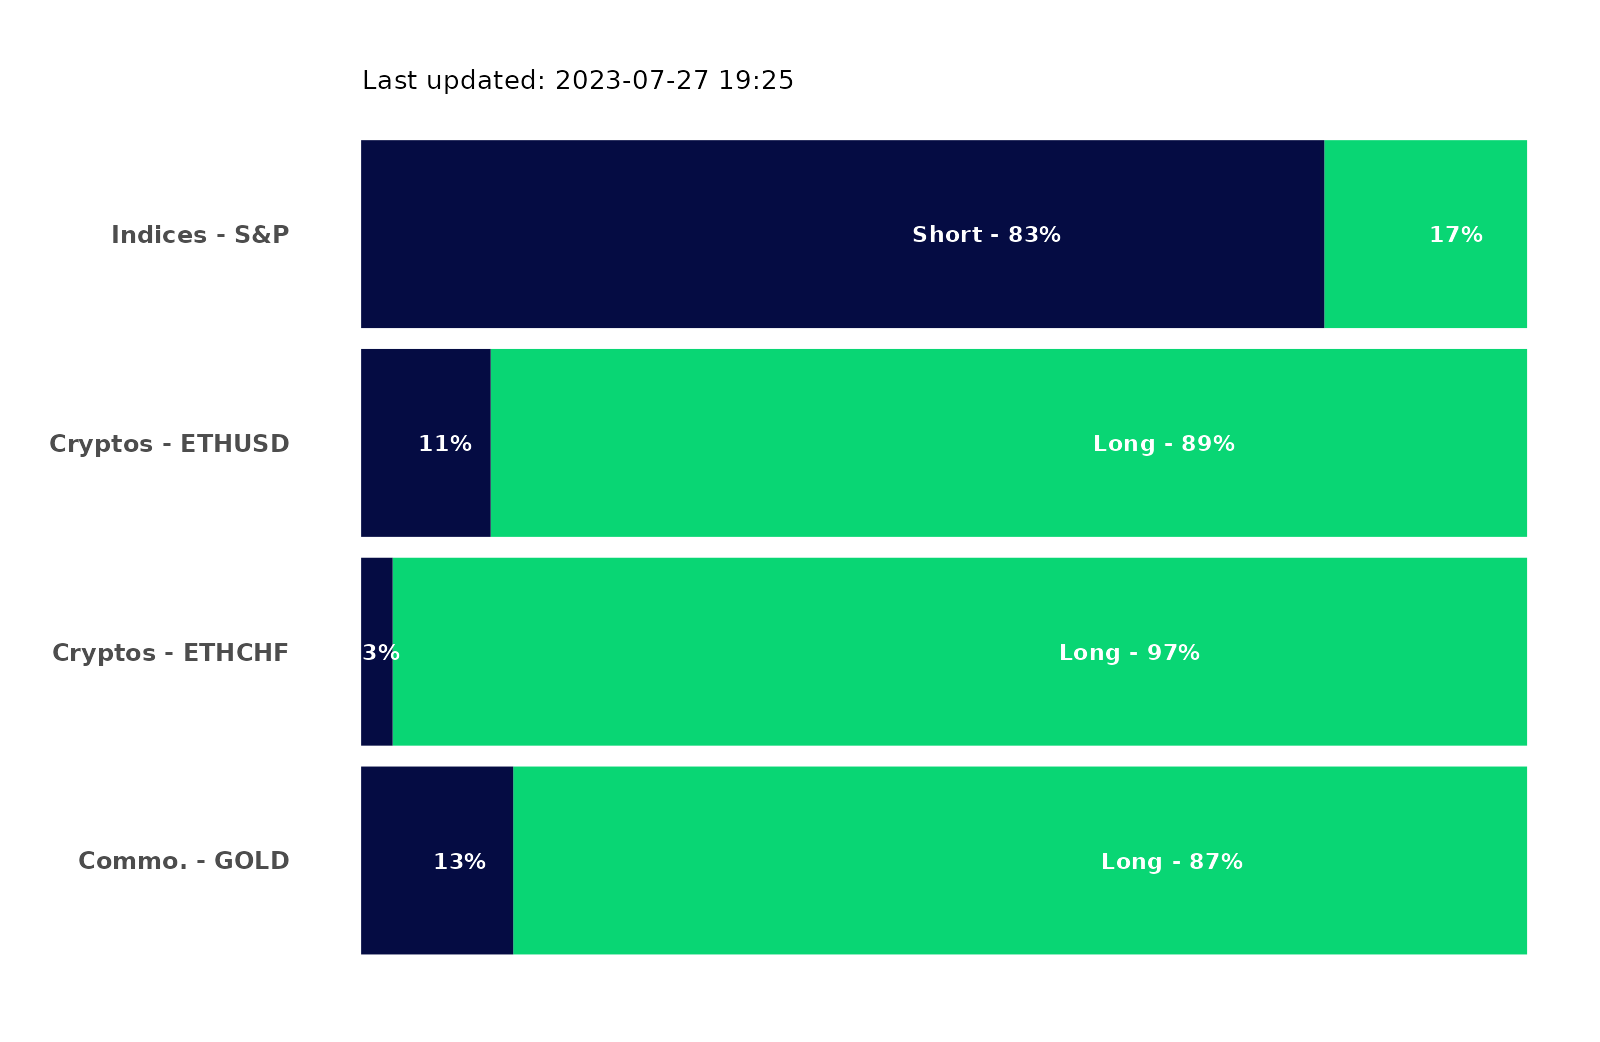 Last updated: 2023-07-27 19:25
Indices - S&P Short - 83% 17%
Cryptos - ETHUSD 11% Long - 89%
Cryptos - ETHCHF 3% Long - 97%
Commo. - GOLD 13% Long - 87%